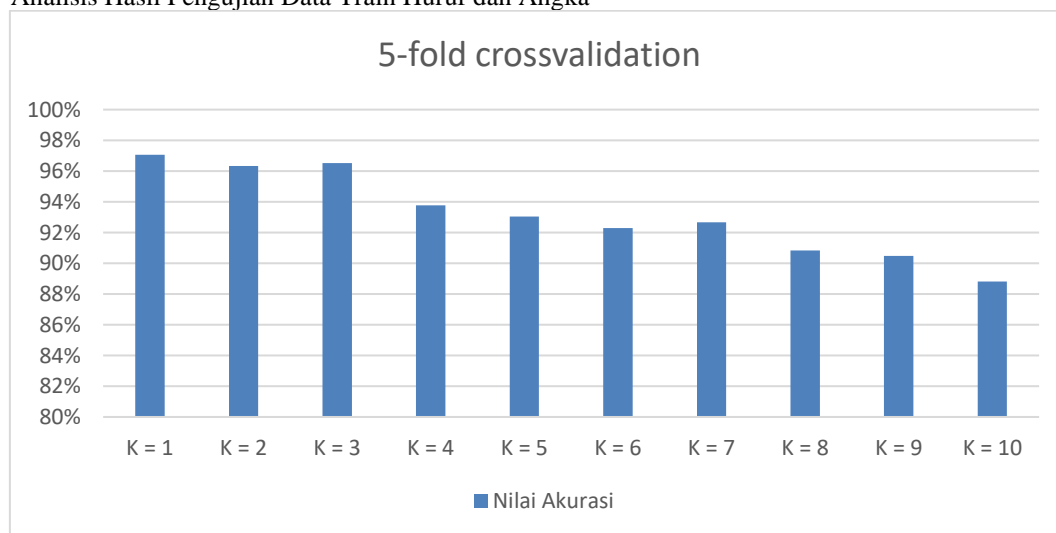 Analisis Hasil Pengujian Data Train Huruf dan Angka
5-fold crossvalidation
100%
98%
96%
94%
92%
90%
88%
86%
84%
82%
80%
K = 1 K = 2 K = 3 K = 4 K = 5 K = 6 K = 7 K = 8 K = 9 K = 10
Nilai Akurasi